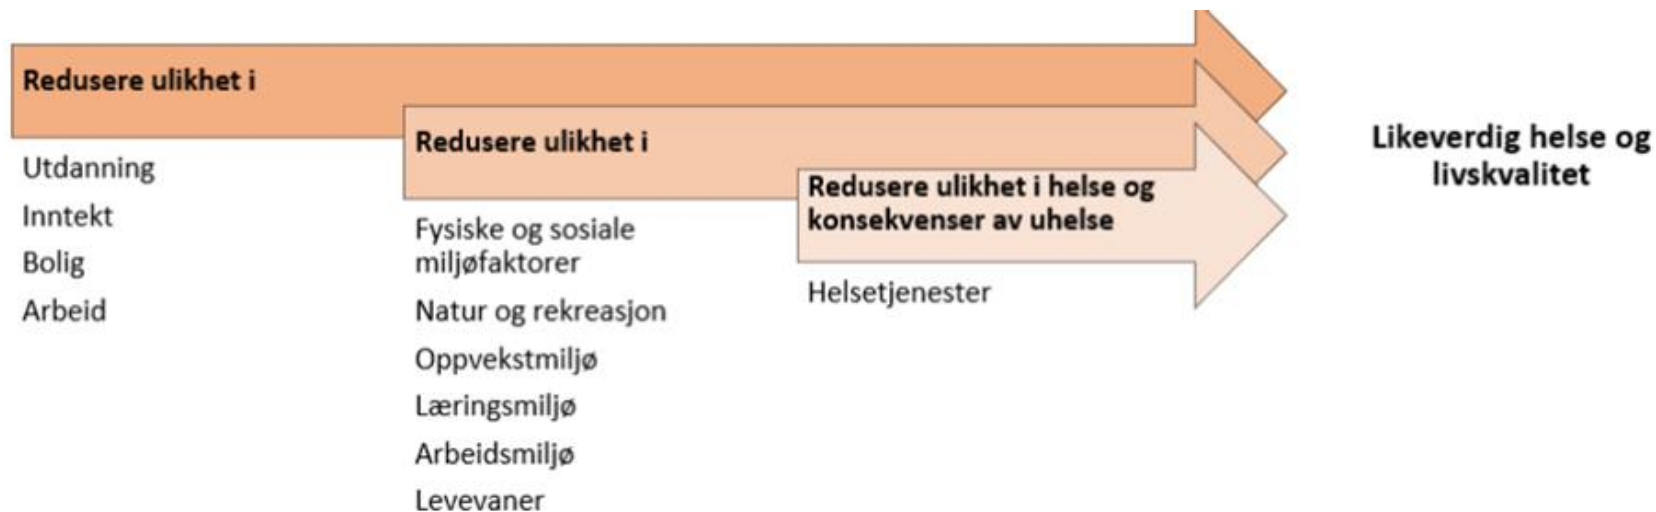 Redusere ulikhet i
Utdanning
Inntekt
Bolig
Arbeid
Redusere ulikhet i
Fysiske og sosiale
miljøfaktorer
Natur og rekreasjon
Oppvekstmiljø
Læringsmiljø
Arbeidsmiljø
Levevaner
Redusere ulikhet i helse og
konsekvenser av uhelse
Helsetjenester
Likeverdig helse og
livskvalitet